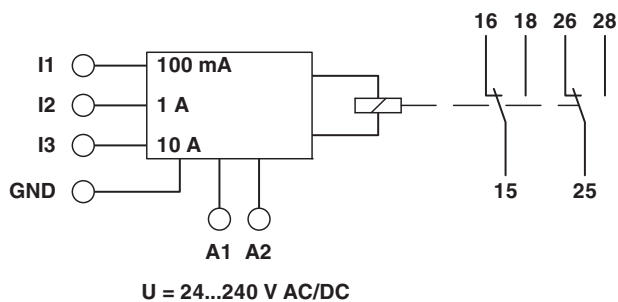 16 18 26 28
I1 100 mA
I2 1 A
I3 10 A
GND
15 25
A1 A2
U = 24...240 V AC/DC